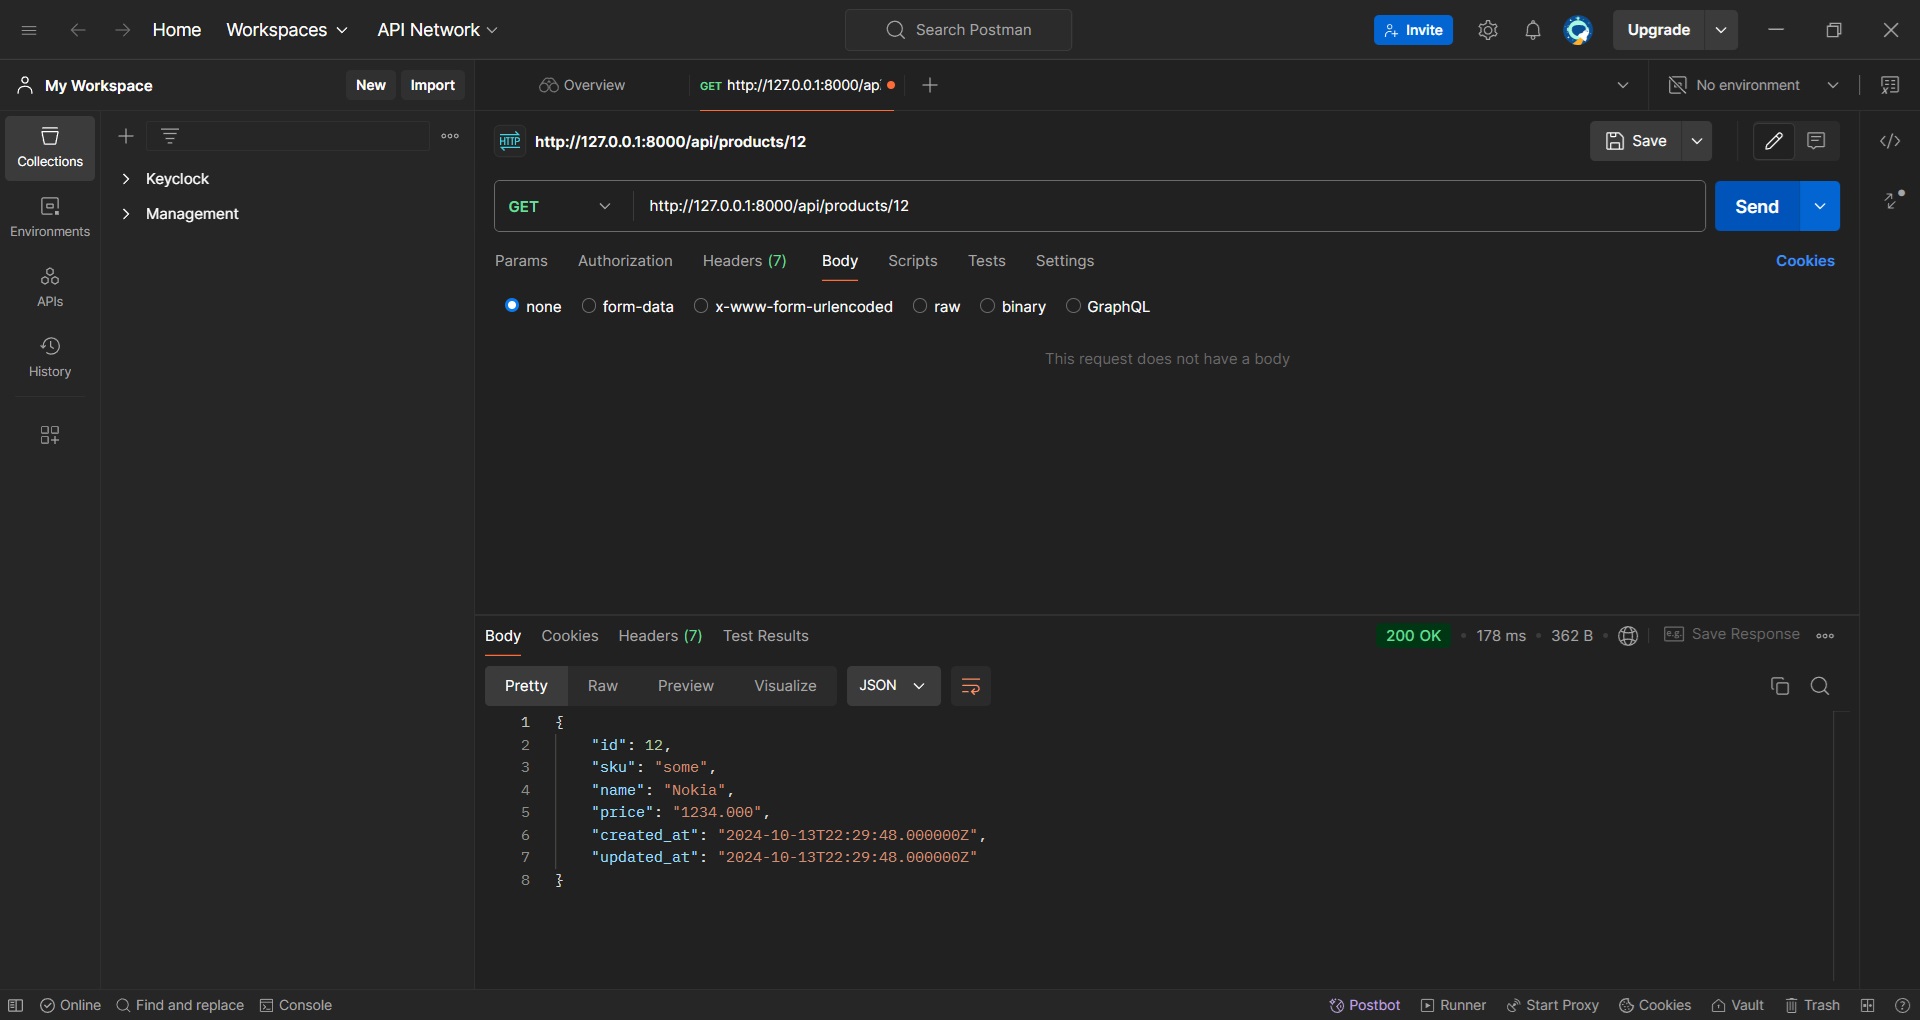 Home Workspaces API Network Search Postman Invite Upgrade
My Workspace New Import Overview GET http://127.0.0.1:8000/ap No environment
Collections
Environments
APIs
History
Keyclock
Management
HTTP http://127.0.0.1:8000/api/products/12 Save
GET http://127.0.0.1:8000/api/products/12 Send
Params Authorization Headers (7) Body Scripts Tests Settings Cookies
none form-data x-www-form-urlencoded raw binary GraphQL
This request does not have a body
Body Cookies Headers (7) Test Results 200 OK • 178 ms • 362 B • e.g. Save Response
Pretty Raw Preview Visualize JSON
1 {
2 "id": 12,
3 "sku": "some",
4 "name": "Nokia",
5 "price": "1234.000",
6 "created_at": "2024-10-13T22:29:48.000000Z",
7 "updated_at": "2024-10-13T22:29:48.000000Z"
8 }
Online Find and replace Console Postbot Runner Start Proxy Cookies Vault Trash